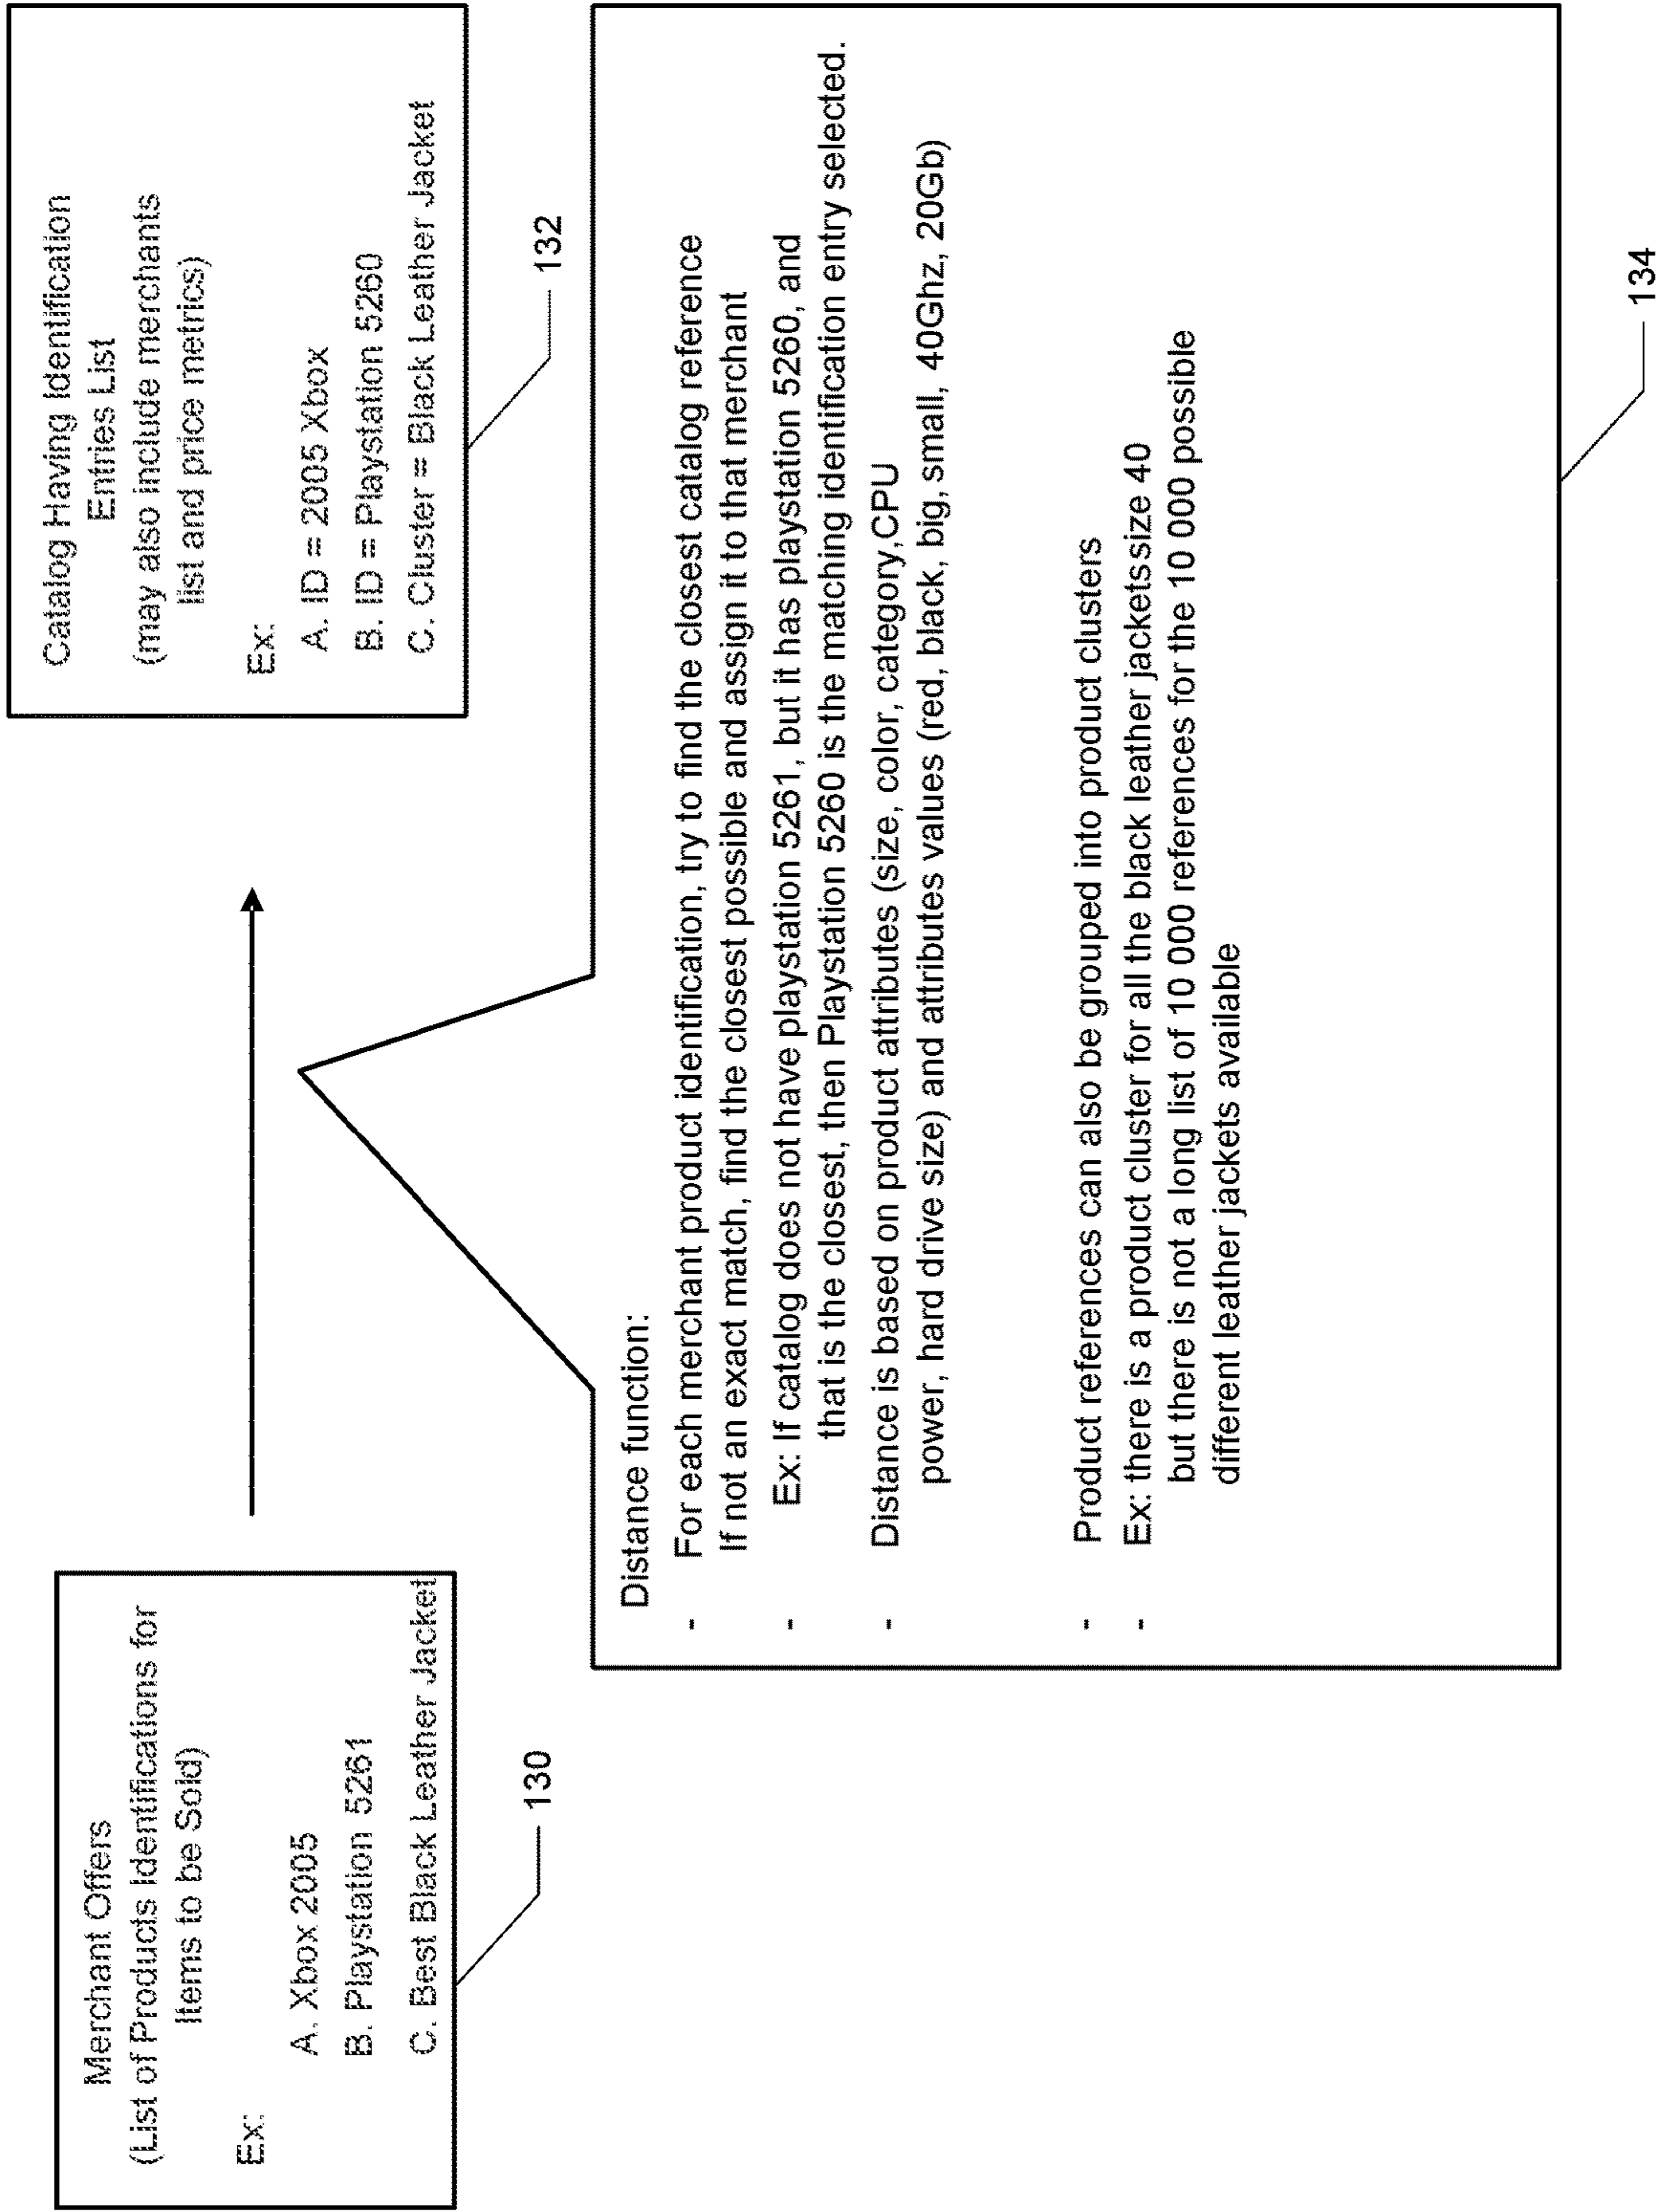 Merchant Offers
(List of Products Identifications for
Items to be Sold)
Ex:
A. Xbox 2005
B. Playstation 5261
C. Best Black Leather Jacket
130
Catalog Having Identification
Entries List
(may also include merchants
list and price metrics)
Ex:
A. ID = 2005 Xbox
B. ID = Playstation 5260
C. Cluster = Black Leather Jacket
132
Distance function:
- For each merchant product identification, try to find the closest catalog reference
If not an exact match, find the closest possible and assign it to that merchant
- Ex: If catalog does not have playstation 5261, but it has playstation 5260, and
that is the closest, then Playstation 5260 is the matching identification entry selected.
- Distance is based on product attributes (size, color, category,CPU
power, hard drive size) and attributes values (red, black, big,small, 40Ghz, 20Gb)
- Product references can also be grouped into product clusters
- Ex: there is a product cluster for all the black leather jacketssize 40
but there is not a long list of 10 000 references for the 10 000 possible
different leather jackets available
134